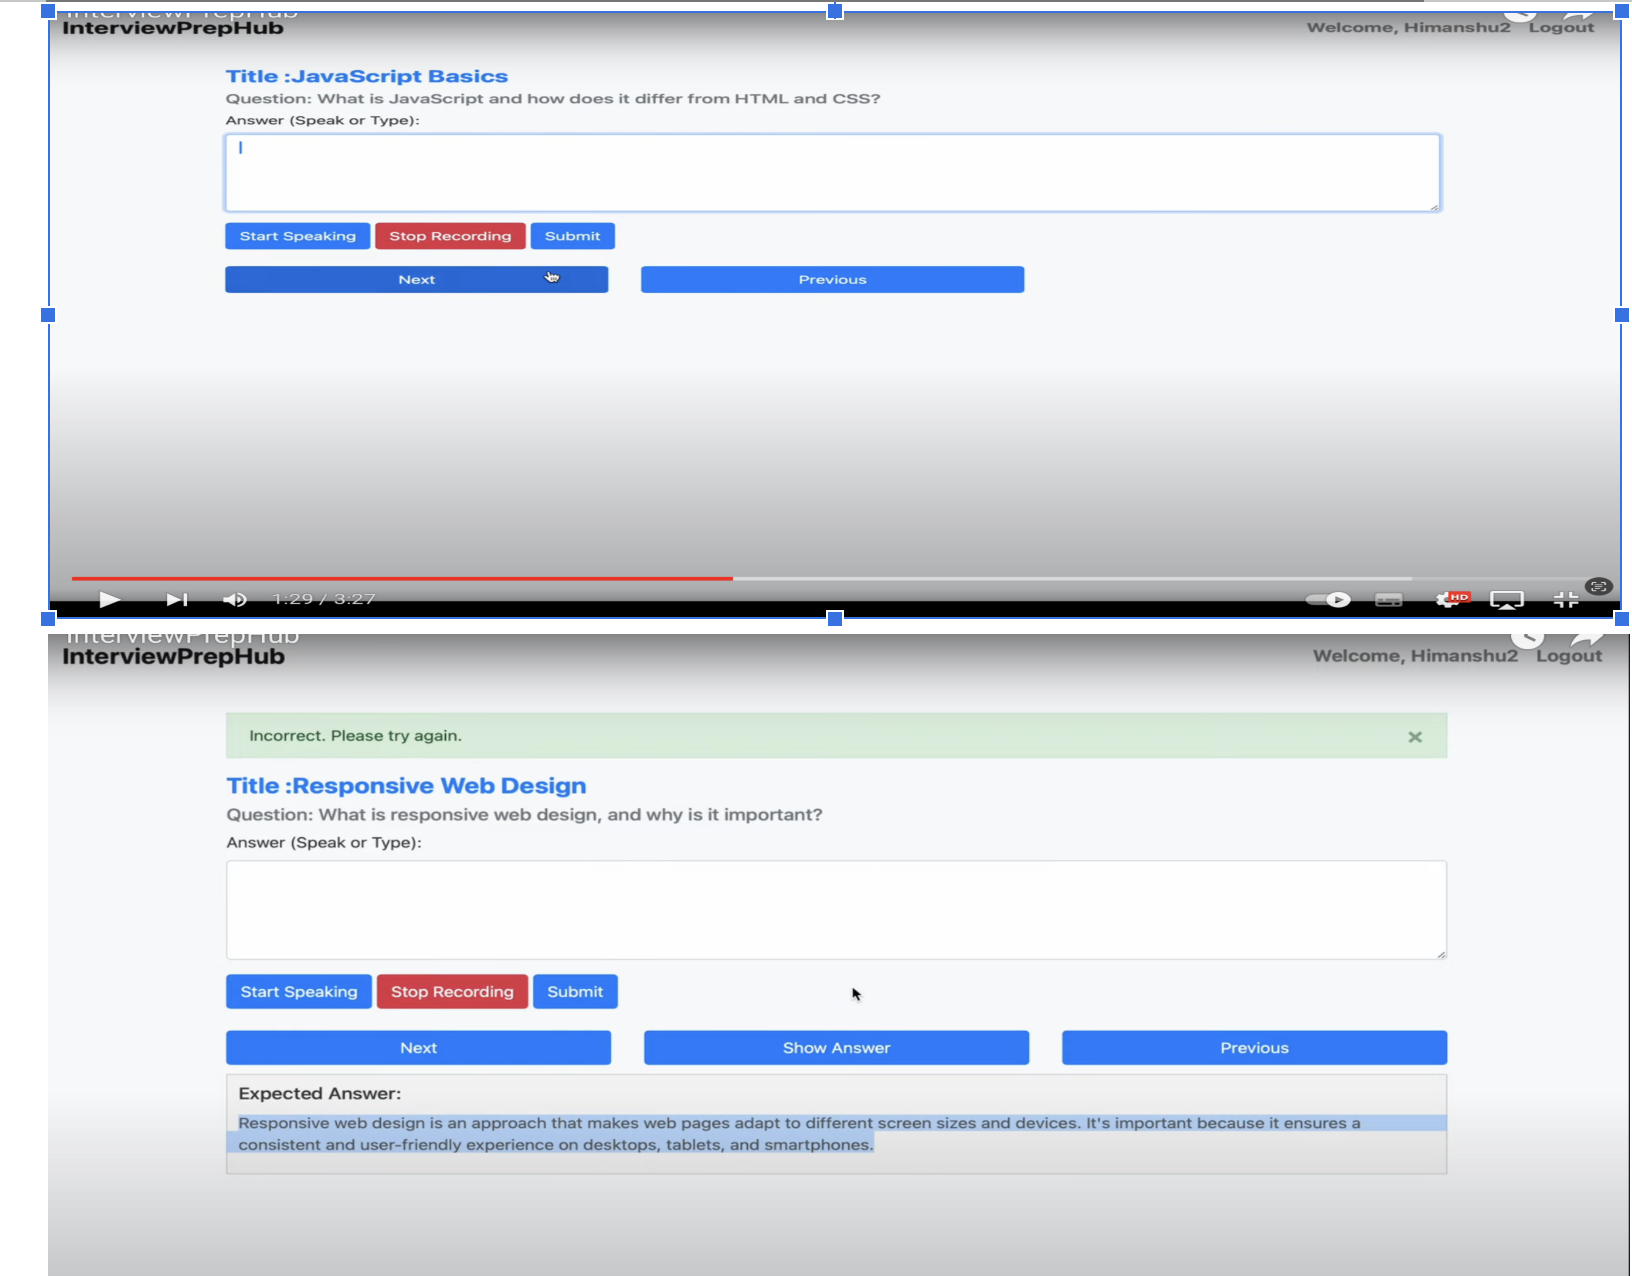 InterviewPrepHub
InterviewPrepHub
Welcome, Himanshu2 Logout
Title :JavaScript Basics
Question: What is JavaScript and how does it differ from HTML and CSS?
Answer (Speak or Type):
Start Speaking Stop Recording Submit
Next Previous
1:29 / 3:27
HD
InterviewPrepHub
InterviewPrepHub
Welcome, Himanshu2 Logout
Incorrect. Please try again.
×
Title :Responsive Web Design
Question: What is responsive web design, and why is it important?
Answer (Speak or Type):
Start Speaking Stop Recording Submit
Next Show Answer Previous
Expected Answer:
Responsive web design is an approach that makes web pages adapt to different screen sizes and devices. It's important because it ensures a
consistent and user-friendly experience on desktops, tablets, and smartphones.